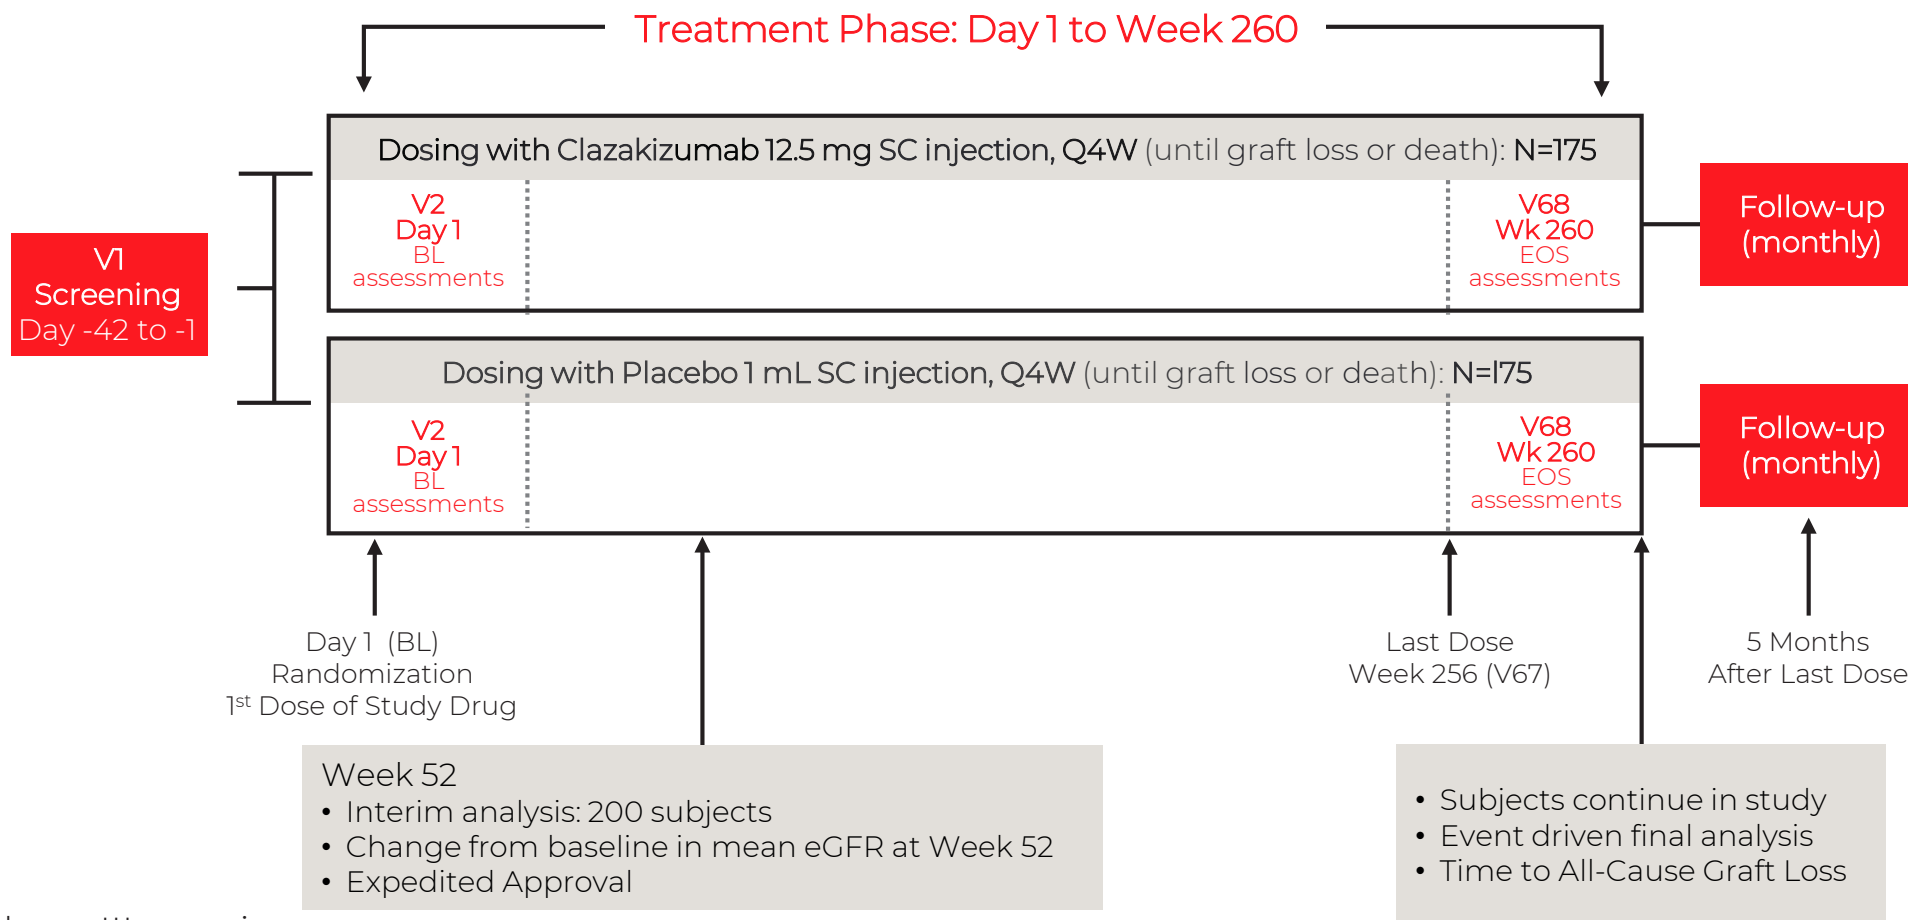 Treatment Phase: Day 1 to Week 260
Dosing with Clazakizumab 12.5 mg SC injection, Q4W (until graft loss or death): N=175
V2
Day 1
BL
assessments
V68
Wk 260
EOS
assessments
Follow-up
(monthly)
V1
Screening
Day -42 to -1
Dosing with Placebo 1 mL SC injection, Q4W (until graft loss or death): N=l75
V2
Day 1
BL
assessments
V68
Wk 260
EOS
assessments
Follow-up
(monthly)
Day 1 (BL)
Randomization
1st Dose of Study Drug
Last Dose
Week 256 (V67)
5 Months
After Last Dose
Week 52
• Interim analysis: 200 subjects
• Change from baseline in mean eGFR at Week 52
• Expedited Approval
• Subjects continue in study
• Event driven final analysis
• Time to All-Cause Graft Loss